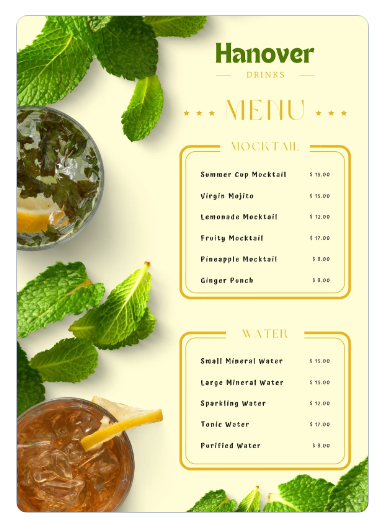 Hanover
DRINKS
MENU
MOCKTAIL
Summer Cup Mocktail $ 15.00
Virgin Mojito $ 15.00
Lemonade Mocktail $ 12.00
Fruity Mocktail $ 17.00
Pineapple Mocktail $ 8.00
Ginger Punch $ 8.00
WATER
Small Mineral Water $ 15.00
Large Mineral Water $ 15.00
Sparkling Water $ 12.00
Tonic Water $ 17.00
Purified Water $ 8.00